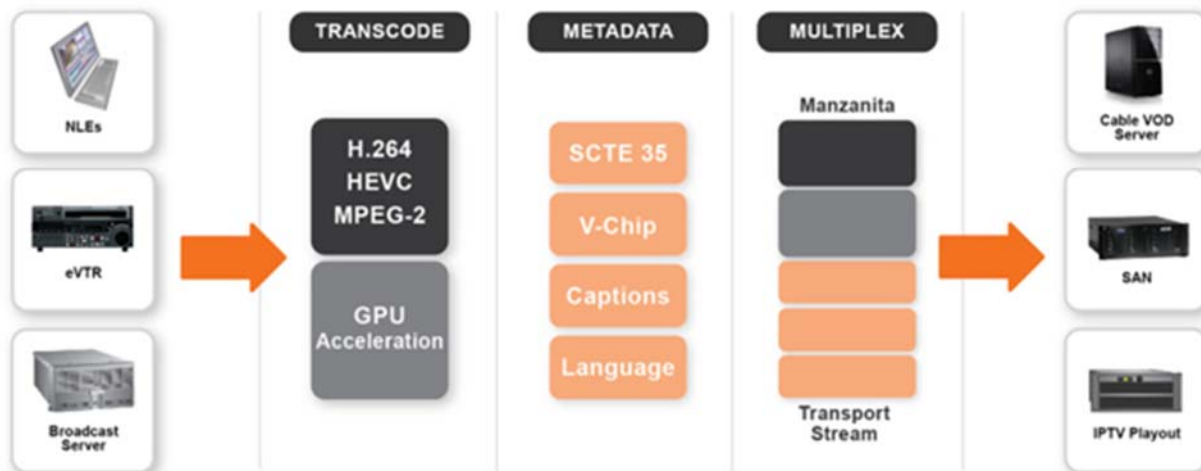 NLEs
eVTR
Broadcast
Server
TRANSCODE
H.264
HEVC
MPEG-2
GPU
Acceleration
METADATA
SCTE 35
V-Chip
Captions
Language
MULTIPLEX
Manzanita
Transport
Stream
Cable VOD
Server
SAN
IPTV Playout